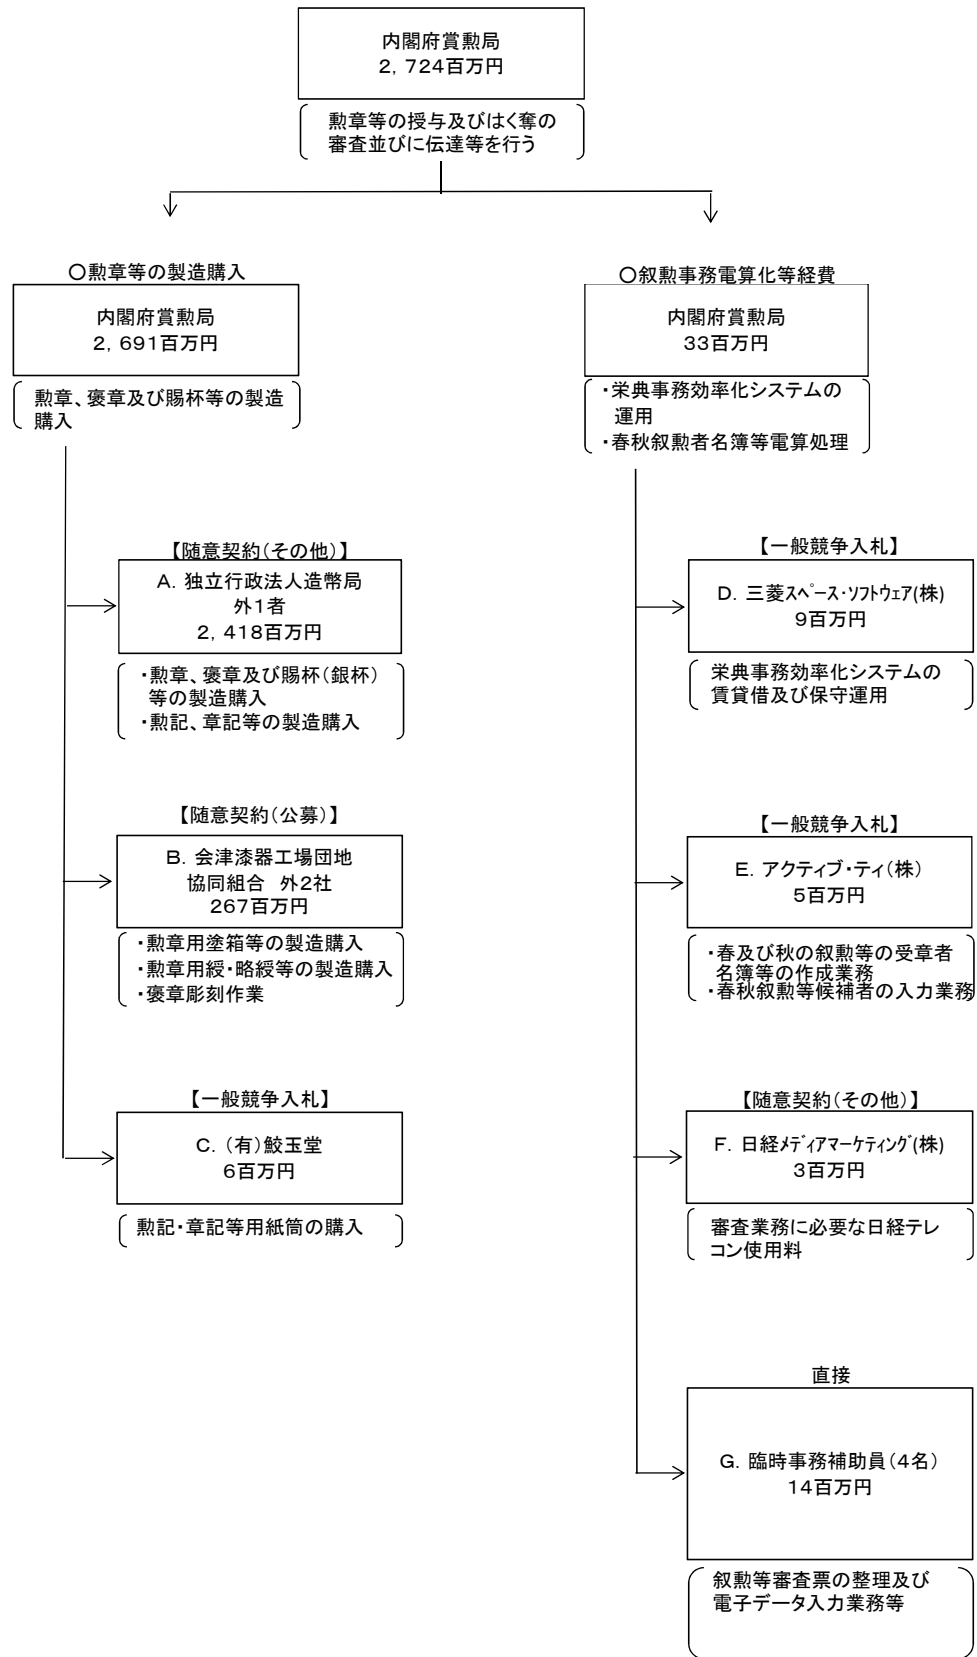 内閣府賞勲局
2，724百万円
勲章等の授与及びはく奪の
審査並びに伝達等を行う
○勲章等の製造購入
内閣府賞勲局
2，691百万円
勲章、褒章及び賜杯等の製造
購入
【随意契約（その他）】
A．独立行政法人造幣局
外1者
2，418百万円
・勲章、褒章及び賜杯（銀杯）
等の製造購入
・勲記、章記等の製造購入
【随意契約（公募）】
B．会津漆器工場団地
協同組合　外2社
267百万円
・勲章用塗箱等の製造購入
・勲章用綬・略綬等の製造購入
・褒章彫刻作業
【一般競争入札】
C．（有）鮫玉堂
6百万円
勲記・章記等用紙筒の購入
○叙勲事務電算化等経費
内閣府賞勲局
33百万円
・栄典事務効率化システムの
運用
・春秋叙勲者名簿等電算処理
【一般競争入札】
D．三菱ｽﾍﾟｰｽ・ｿﾌﾄｳｪｱ(株)
9百万円
栄典事務効率化システムの
賃貸借及び保守運用
【一般競争入札】
E．アクティブ・ティ（株）
5百万円
・春及び秋の叙勲等の受章者
名簿等の作成業務
・春秋叙勲等候補者の入力業務
【随意契約（その他）】
F．日経ﾒﾃﾞｨｱﾏｰｹﾃｨﾝｸﾞ(株)
3百万円
審査業務に必要な日経テレ
コン使用料
直接
G．臨時事務補助員（4名）
14百万円
叙勲等審査票の整理及び
電子データ入力業務等